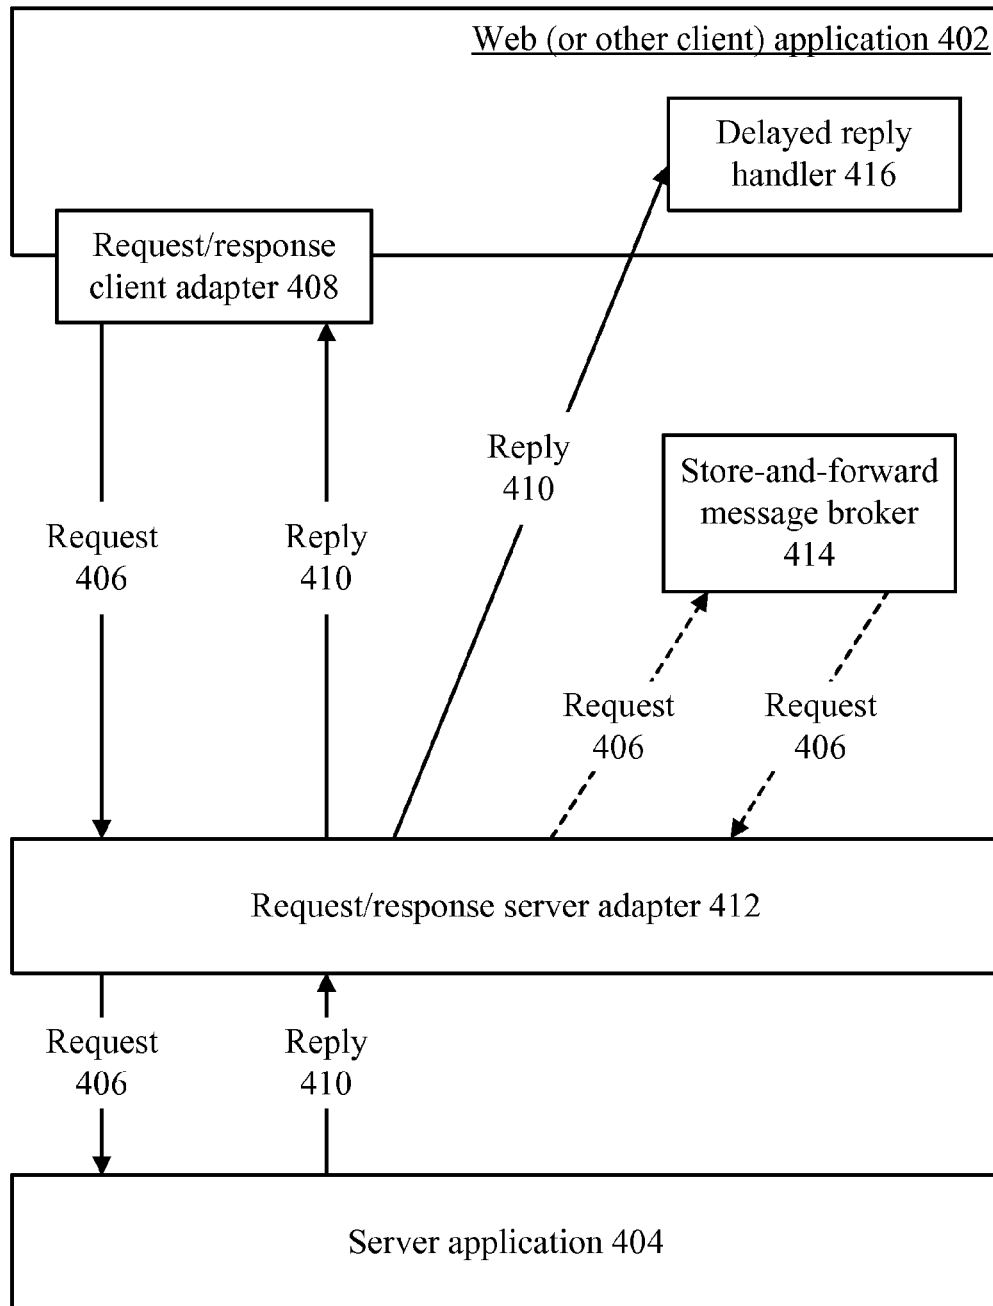 Web (or other client) application 402
Delayed reply
handler 416
Request/response
client adapter 408
Reply
410
Store-and-forward
message broker
414
Request
406
Reply
410
Request
406
Request
406
Request/response server adapter 412
Request
406
Reply
410
Server application 404